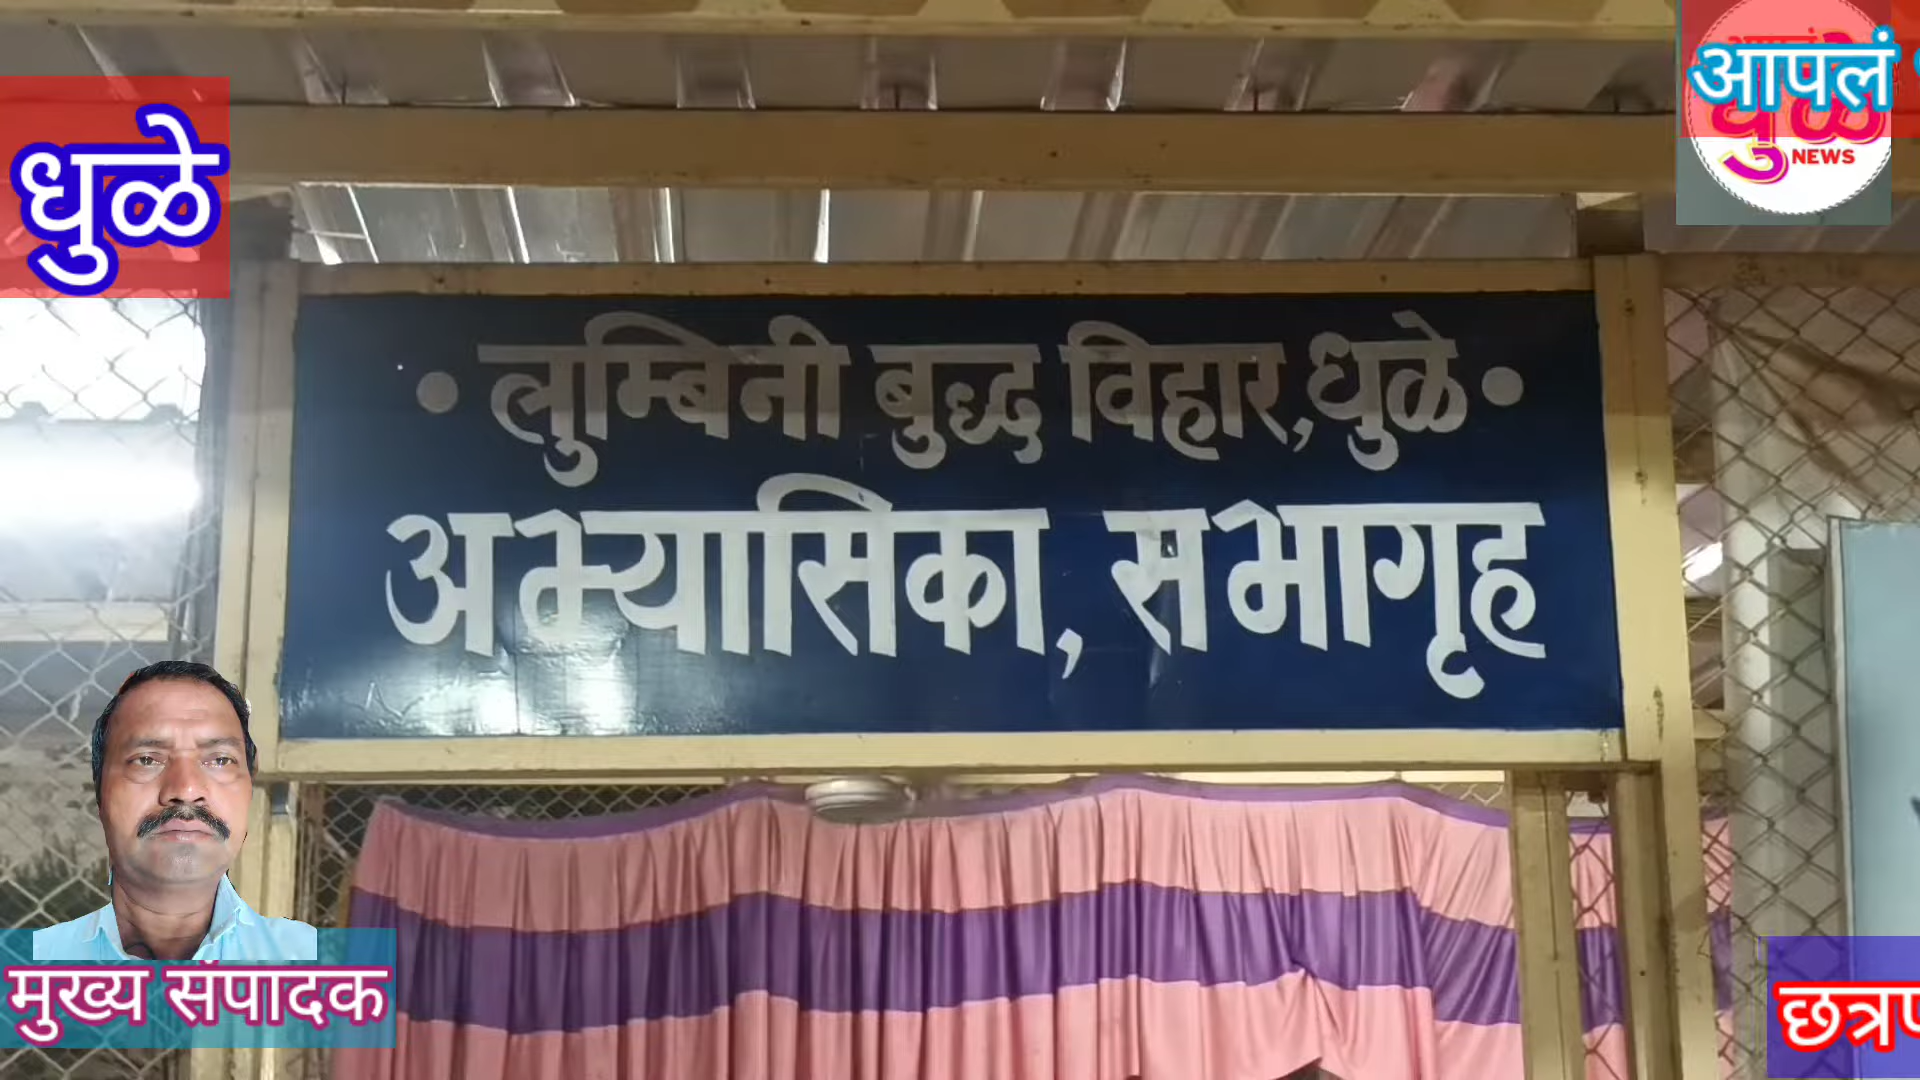 आपलं
धुळे
NEWS
धुळे
• लुम्बिनी बुद्ध विहार, धुळे •
अभ्यासिका, सभागृह
मुख्य संपादक